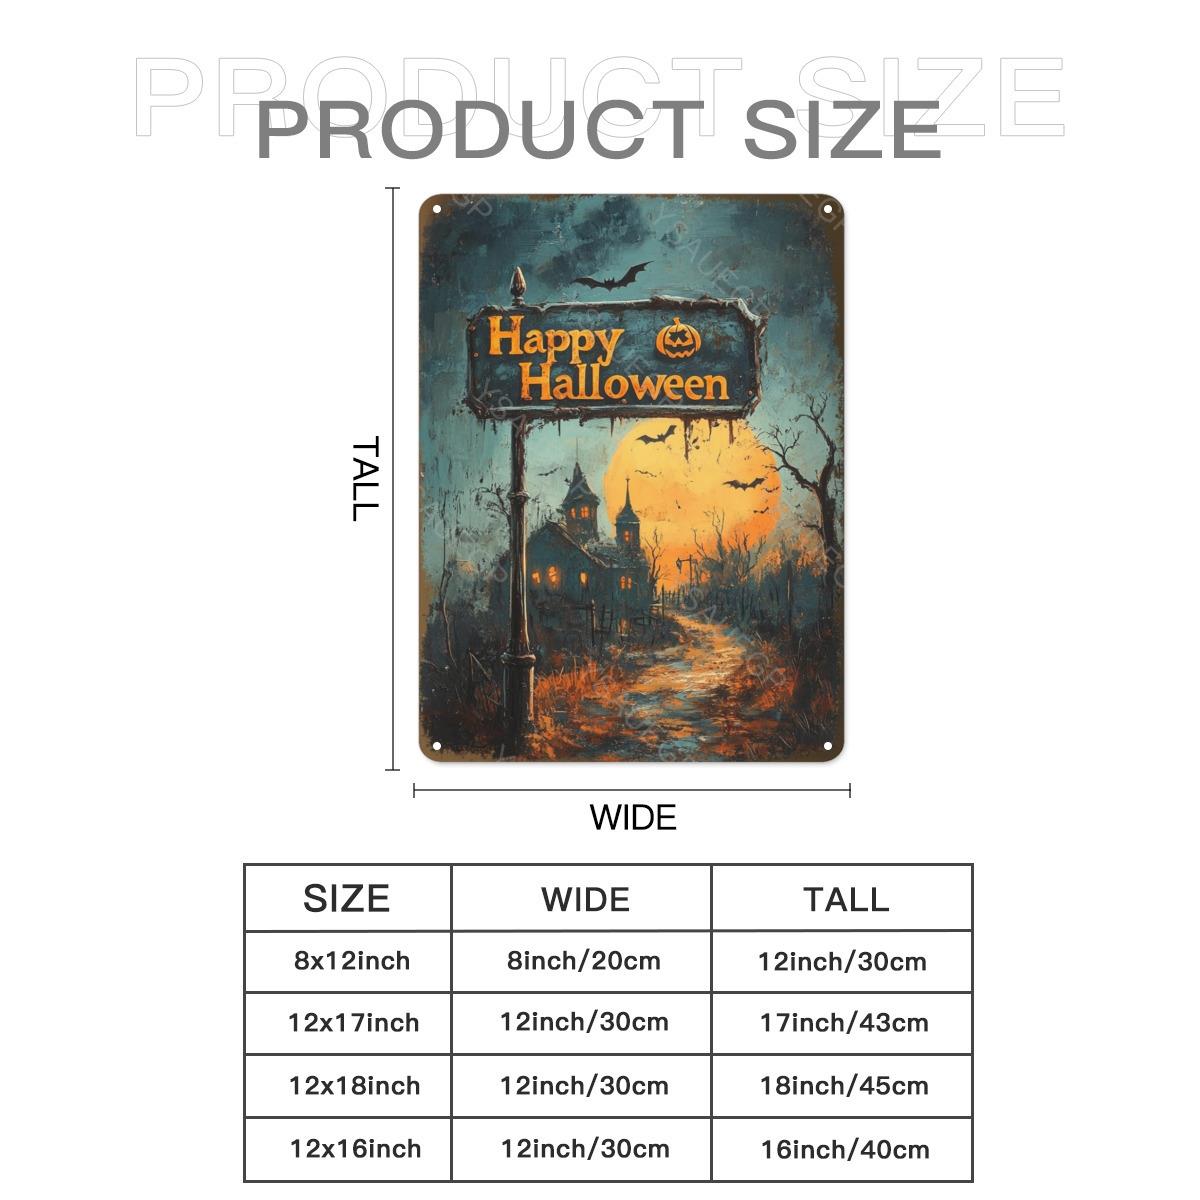 PRODUCT SIZE
PRODUCT SIZE
Happy
Halloween
TALL
WIDE
SIZE WIDE TALL
8x12inch 8inch/20cm 12inch/30cm
12x17inch 12inch/30cm 17inch/43cm
12x18inch 12inch/30cm 18inch/45cm
12x16inch 12inch/30cm 16inch/40cm